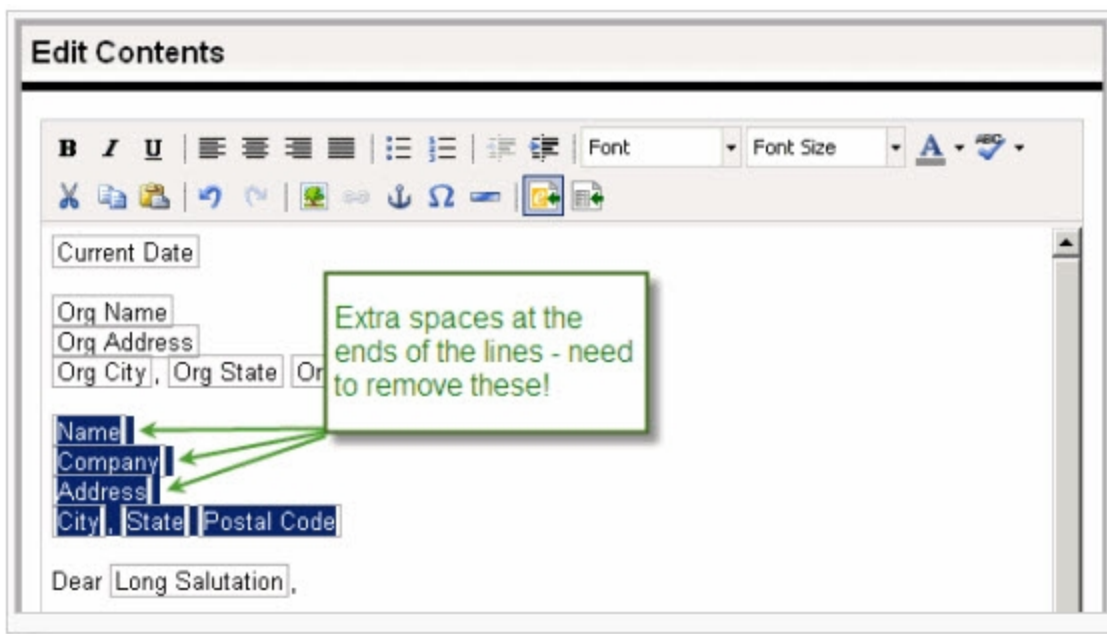 Edit Contents
B I U Font Font Size A ABC
Ω
Current Date
Org Name
Org Address
Org City, Org State Or
Extra spaces at the
ends of the lines - need
to remove these!
Name
Company
Address
City, State Postal Code
Dear Long Salutation,